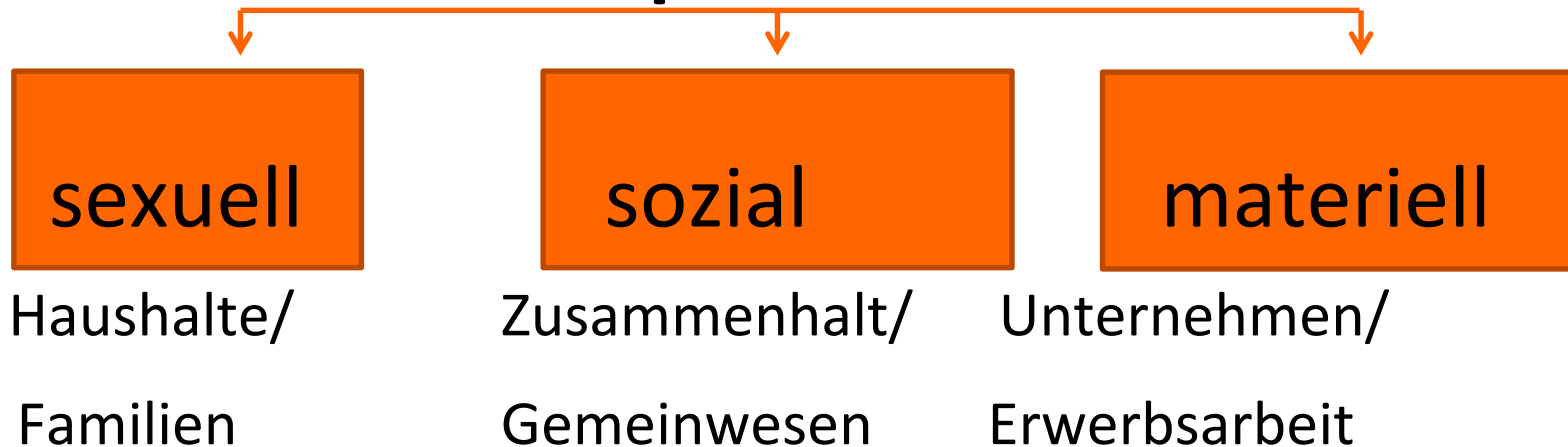 sexuell sozial materiell
Haushalte/ Zusammenhalt/ Unternehmen/
Familien Gemeinwesen Erwerbsarbeit